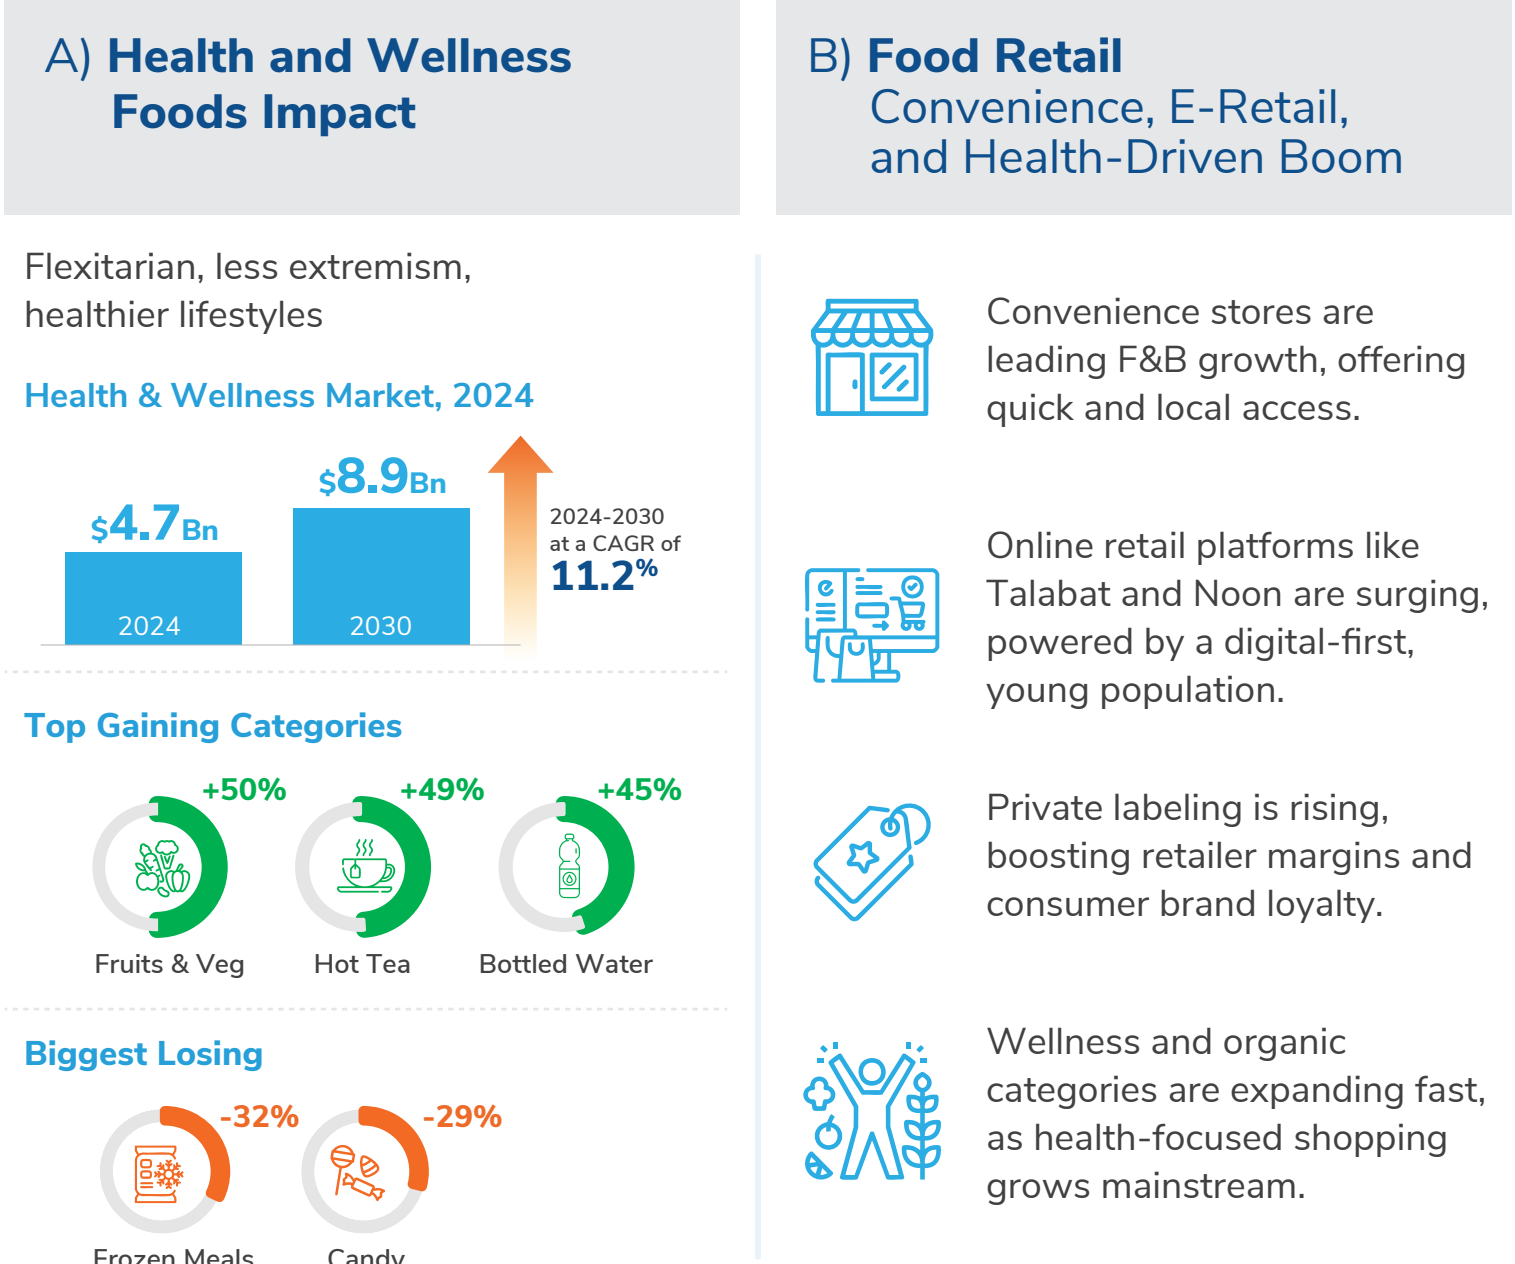 A) Health and Wellness
Foods Impact
Flexitarian, less extremism,
healthier lifestyles
Health & Wellness Market, 2024
$4.7Bn
2024
$8.9Bn
2030
2024-2030
at a CAGR of
11.2%
Top Gaining Categories
+50%
Fruits & Veg
+49%
Hot Tea
+45%
Bottled Water
Biggest Losing
-32%
Frozen Meals
-29%
Candy
B) Food Retail
Convenience, E-Retail,
and Health-Driven Boom
Convenience stores are
leading F&B growth, offering
quick and local access.
Online retail platforms like
Talabat and Noon are surging,
powered by a digital-first,
young population.
Private labeling is rising,
boosting retailer margins and
consumer brand loyalty.
Wellness and organic
categories are expanding fast,
as health-focused shopping
grows mainstream.